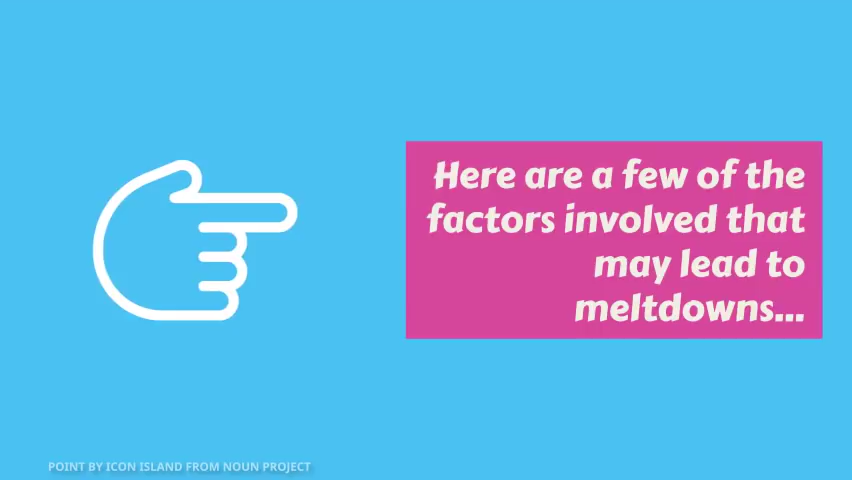 Here are a few of the
factors involved that
may lead to
meltdowns...
POINT BY ICON ISLAND FROM NOUN PROJECT